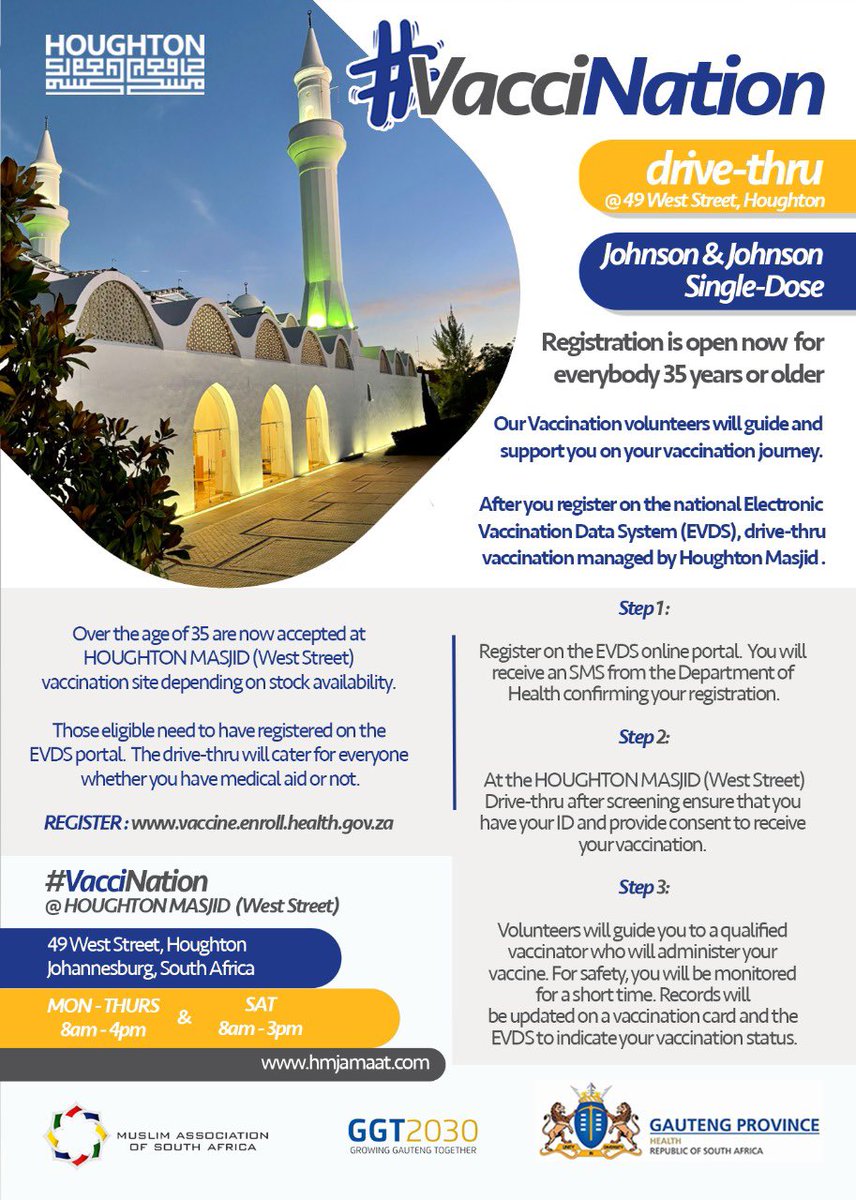 HOUGHTON
#VacciNation
drive-thru
@ 49 West Street, Houghton
Johnson & Johnson
Single-Dose
Registration is open now for
everybody 35 years or older
Our Vaccination volunteers will guide and
support you on your vaccination journey.
After you register on the national Electronic
Vaccination Data System (EVDS), drive-thru
vaccination managed by Houghton Masjid .
Over the age of 35 are now accepted at
HOUGHTON MASJID (West Street)
vaccination site depending on stock availability.
Those eligible need to have registered on the
EVDS portal. The drive-thru will cater for everyone
whether you have medical aid or not.
REGISTER : www.vaccine.enroll.health.gov.za
Step 1 :
Register on the EVDS online portal. You will
receive an SMS from the Department of
Health confirming your registration.
Step 2:
At the HOUGHTON MASJID (West Street)
Drive-thru after screening ensure that you
have your ID and provide consent to receive
your vaccination.
Step 3:
Volunteers will guide you to a qualified
vaccinator who will administer your
vaccine. For safety, you will be monitored
for a short time. Records will
be updated on a vaccination card and the
EVDS to indicate your vaccination status.
#VacciNation
@ HOUGHTON MASJID (West Street)
49 West Street, Houghton
Johannesburg, South Africa
MON - THURS & SAT
8am - 4pm 8am - 3pm
www.hmjamaat.com
MUSLIM ASSOCIATION
OF SOUTH AFRICA
GGT2030
GROWING GAUTENG TOGETHER
GAUTENG PROVINCE
HEALTH
REPUBLIC OF SOUTH AFRICA